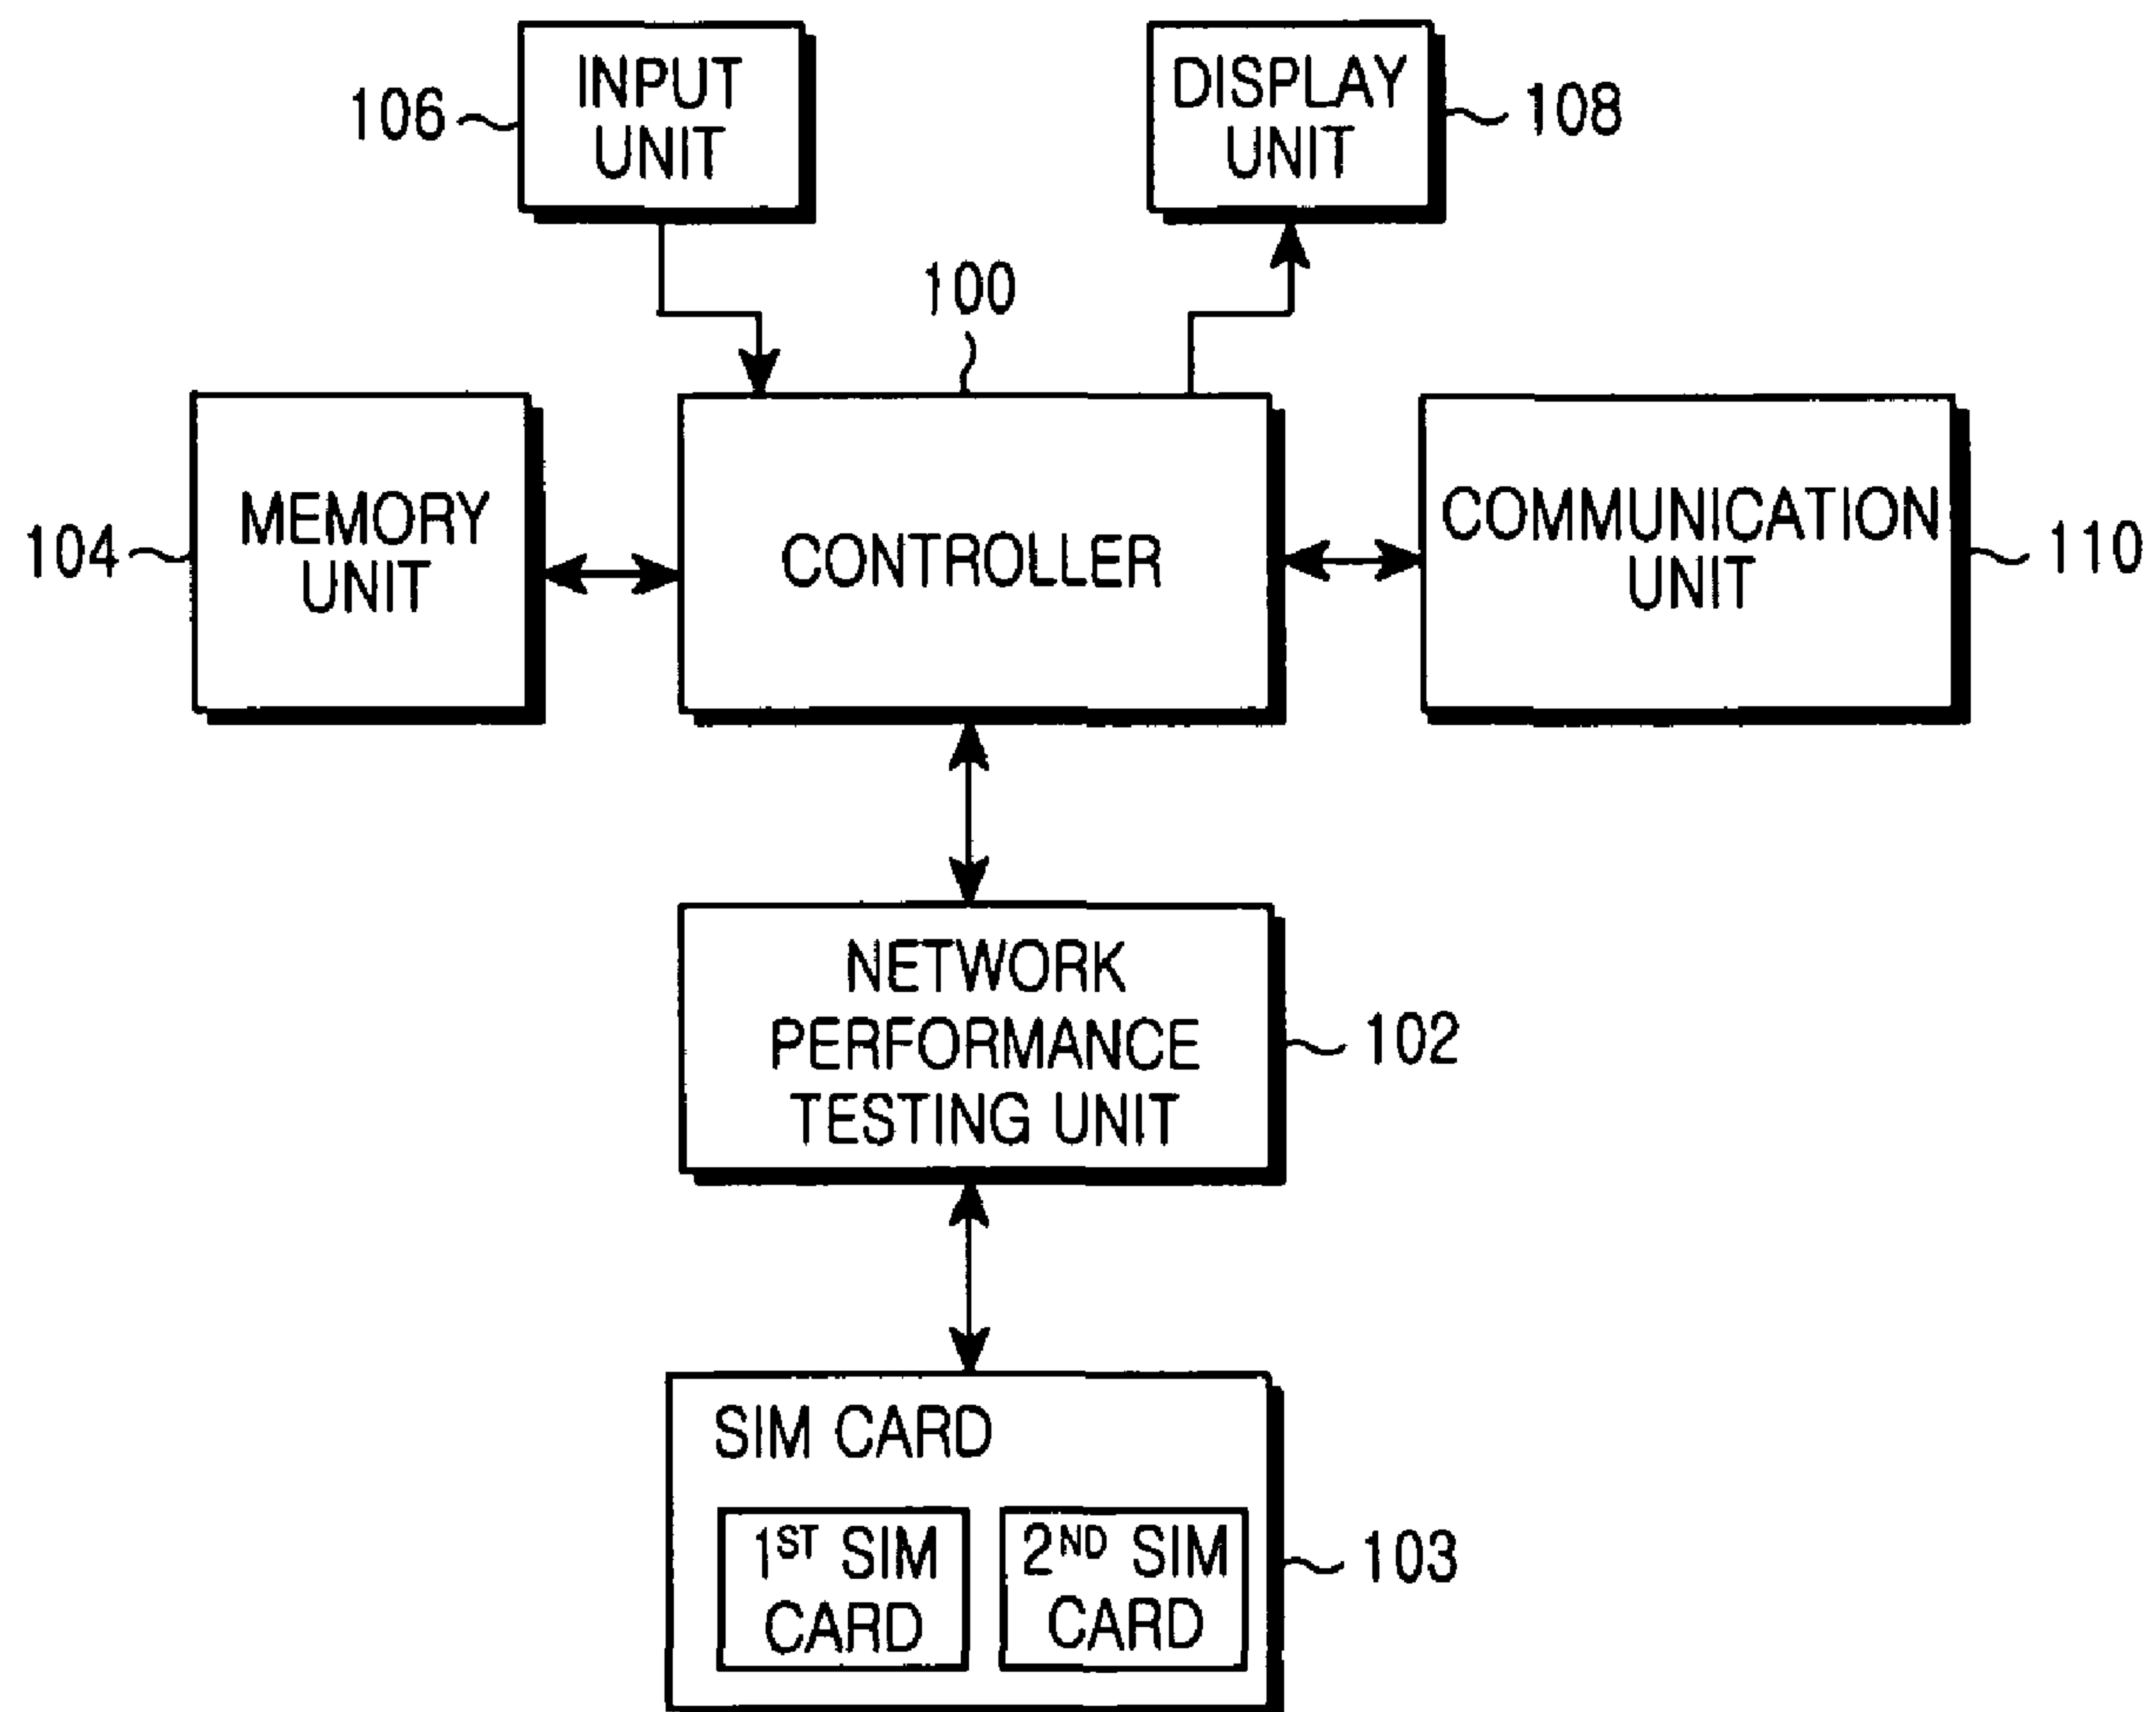 INPUT
UNIT
106
DISPLAY
UNIT
108
100
MEMORY
UNIT
104
CONTROLLER
COMMUNICATION
UNIT
110
NETWORK
PERFORMANCE
TESTING UNIT
102
SIM CARD
1ST SIM
CARD
2ND SIM
CARD
103